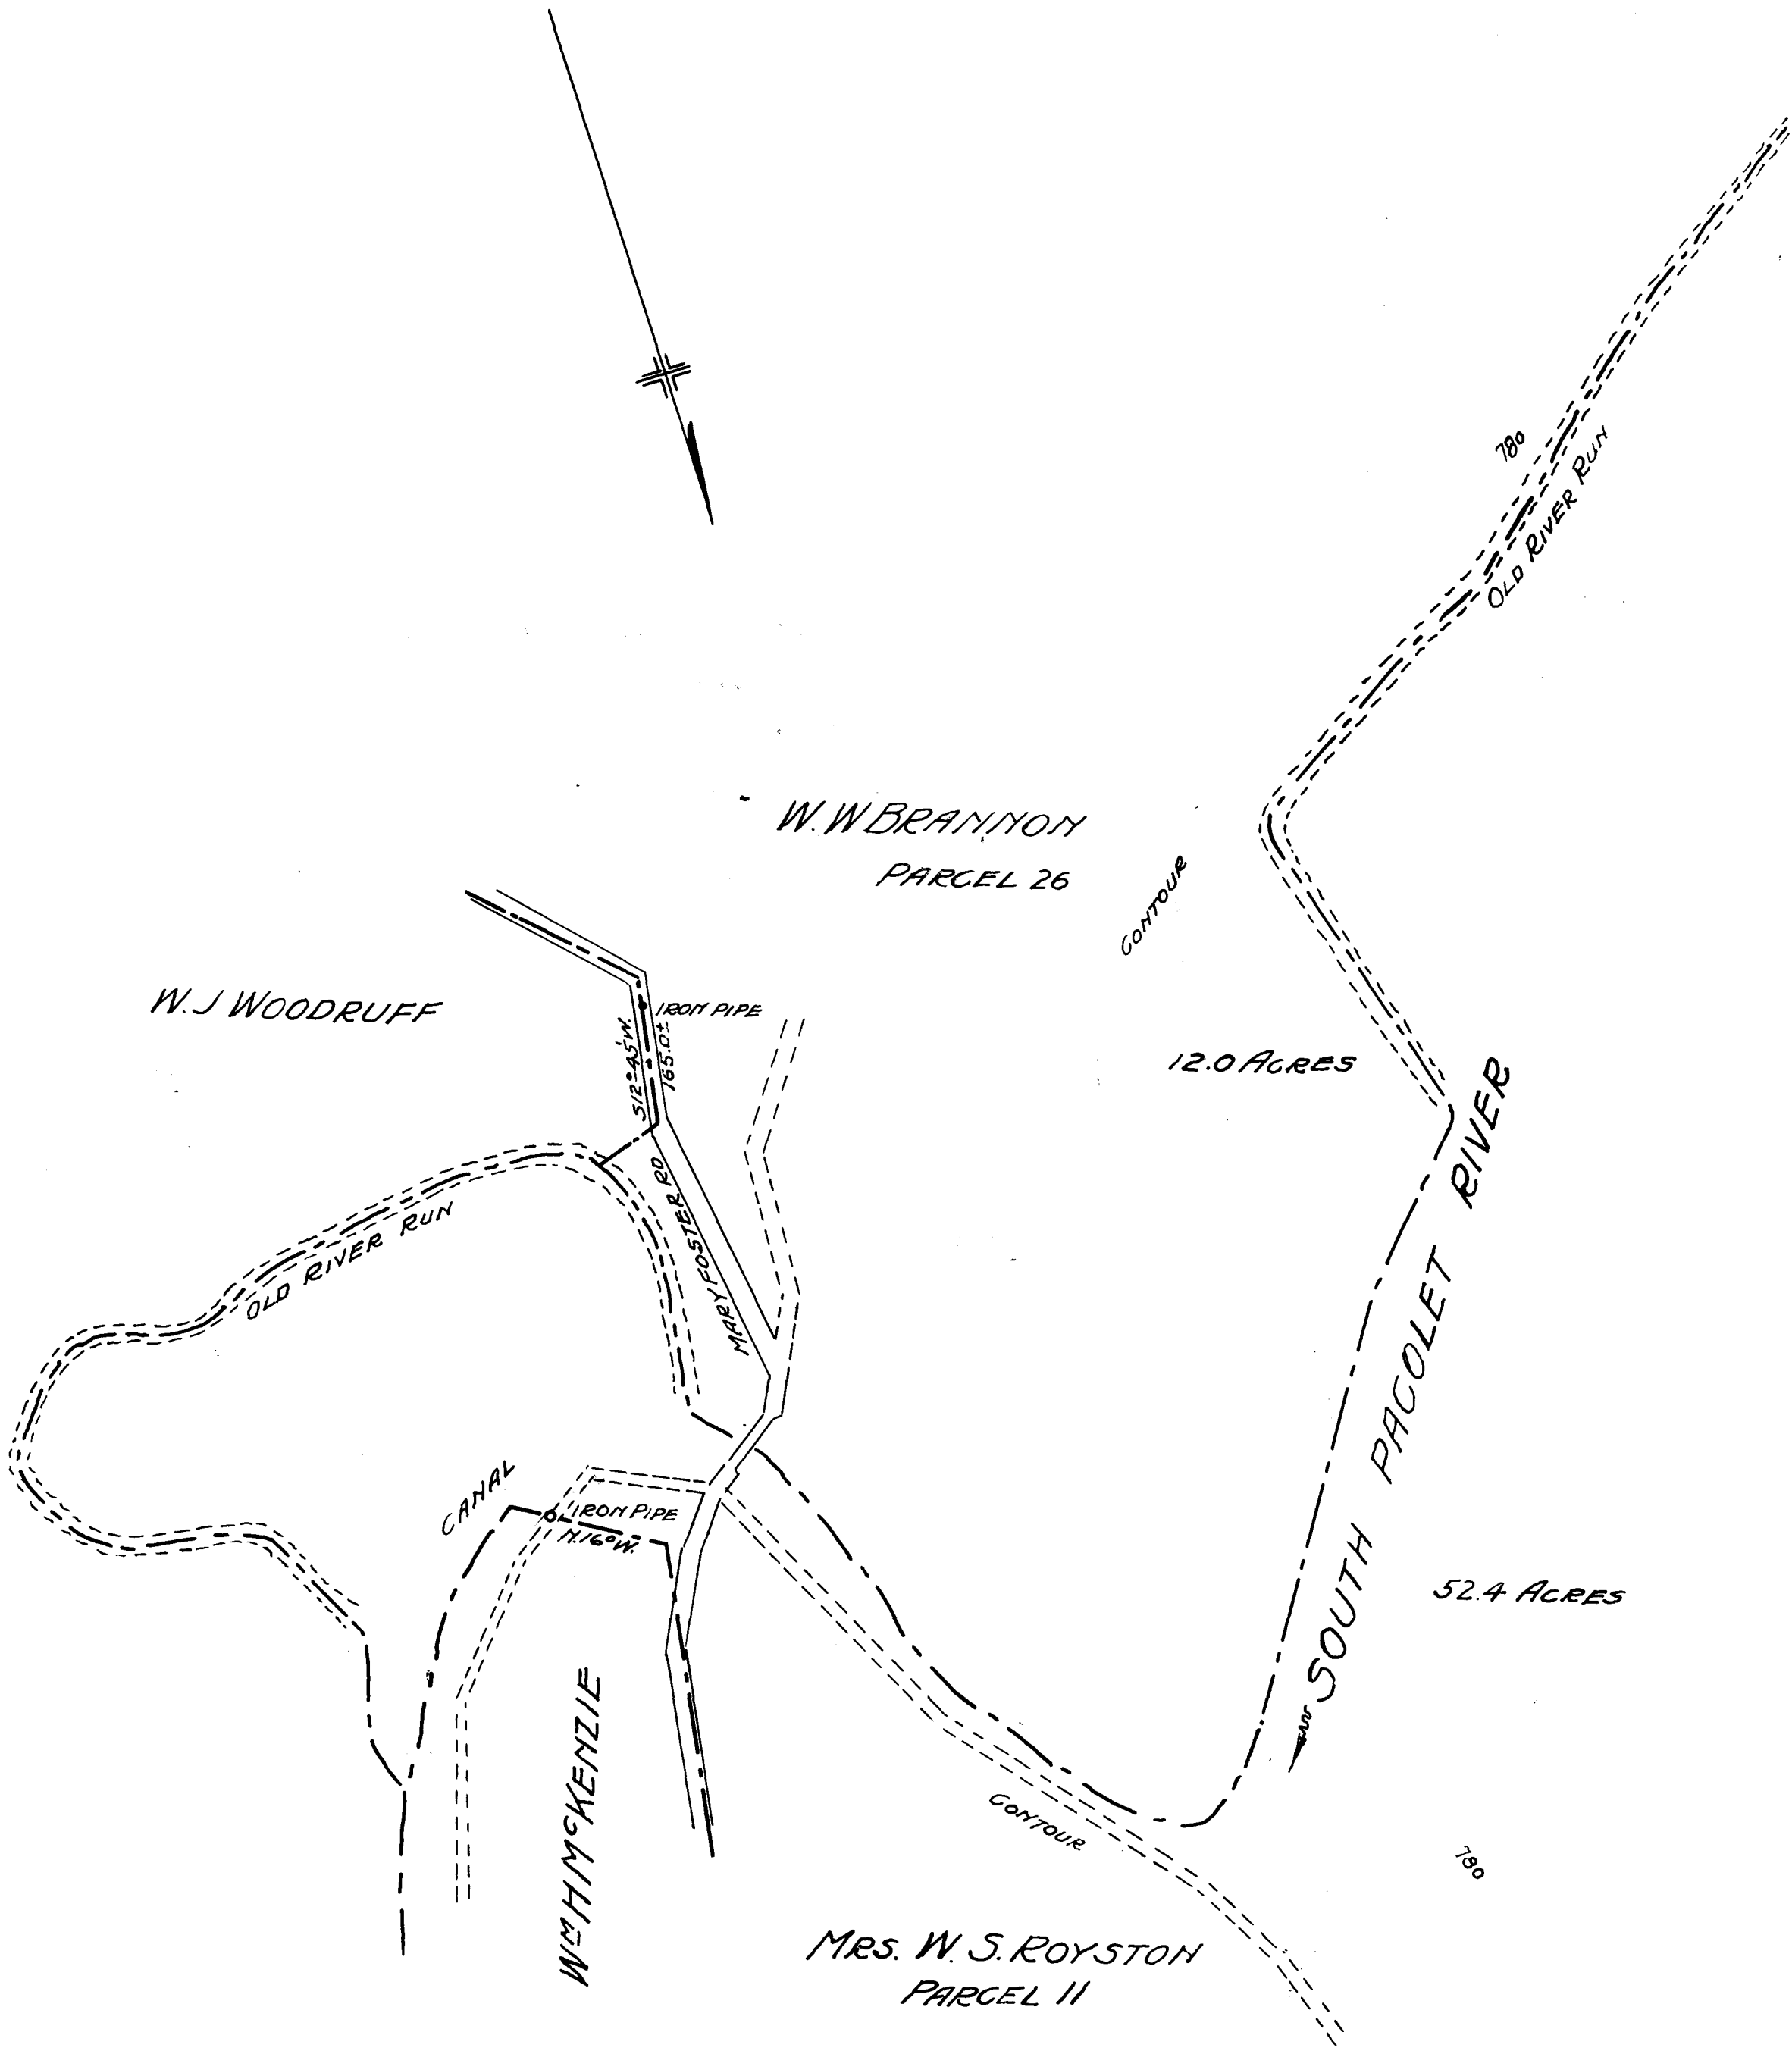 780
OLD RIVER RUN
W. W BRANNON
PARCEL 26
CONTOUR
W. J WOODRUFF
IRON PIPE
S12°45'W.
165.0±
12.0 ACRES
MARY FOSTER RD
OLD RIVER RUN
SOUTH PACOLET RIVER
CANAL
IRON PIPE
N.16°W.
52.4 ACRES
WM H McKENZIE
CONTOUR
780
MRS. W. S. ROYSTON
PARCEL 11